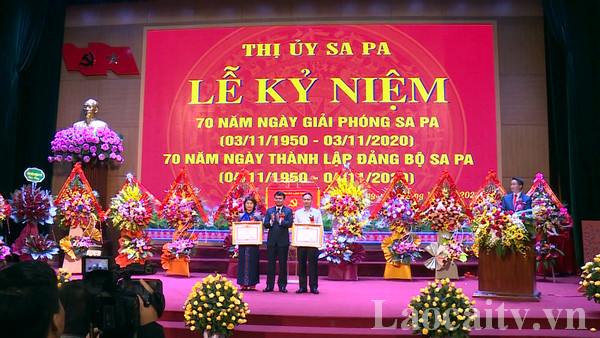 THỊ ỦY SA PA
LỄ KỶ NIỆM
70 NĂM NGÀY GIẢI PHÓNG SA PA
(03/11/1950 - 03/11/2020)
70 NĂM NGÀY THÀNH LẬP ĐẢNG BỘ SA PA
Laocaitv.vn